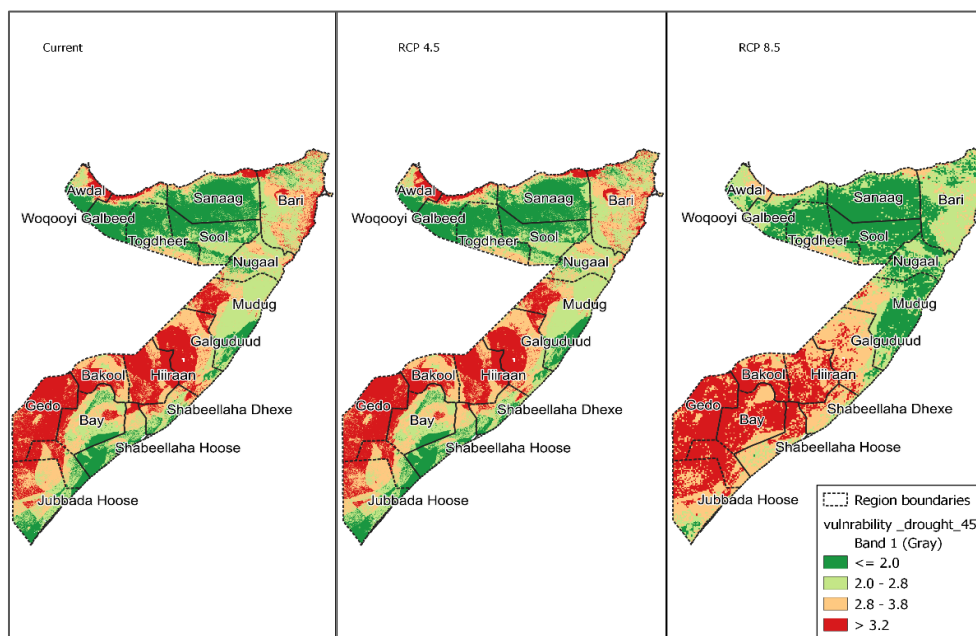 Current
Awdal
Woqooyi Galbeed
Togdheer
Sanaag
Sool
Bari
Nugaal
Mudug
Galguduud
Hiiraan
Bakool
Gedo
Bay
Shabeellaha Dhexe
Shabeellaha Hoose
Jubbada Hoose
RCP 4.5
Awdal
Woqooyi Galbeed
Togdheer
Sanaag
Sool
Bari
Nugaal
Mudug
Galguduud
Hiiraan
Bakool
Gedo
Bay
Shabeellaha Dhexe
Shabeellaha Hoose
Jubbada Hoose
RCP 8.5
Awdal
Woqooyi Galbeed
Togdheer
Sanaag
Sool
Bari
Nugaal
Mudug
Galguduud
Hiiraan
Bakool
Gedo
Bay
Shabeellaha Dhexe
Shabeellaha Hoose
Jubbada Hoose
Region boundaries
vulnrability _drought_45
Band 1 (Gray)
<= 2.0
2.0 - 2.8
2.8 - 3.8
> 3.2